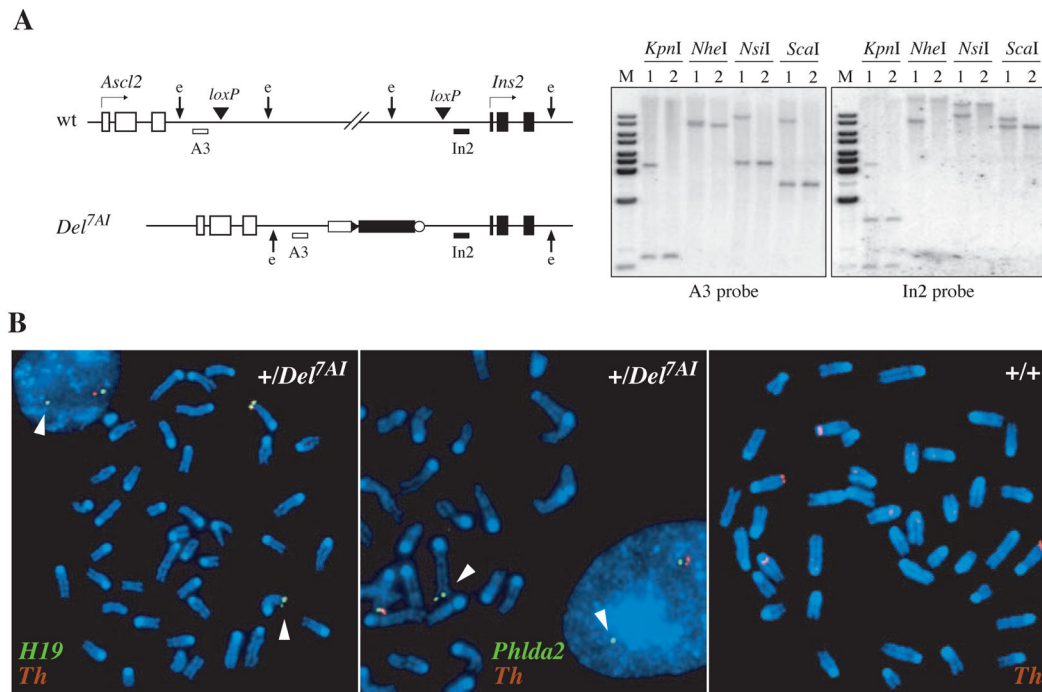 A
Ascl2
e
loxP
e
e
loxP
Ins2
e
wt
A3
In2
Del7AI
e
A3
In2
e
KpnI NheI NsiI ScaI
M 1 2 1 2 1 2 1 2
A3 probe
KpnI NheI NsiI ScaI
M 1 2 1 2 1 2 1 2
In2 probe
B
+/Del7AI
H19
Th
+/Del7AI
Phlda2
Th
+/+
Th